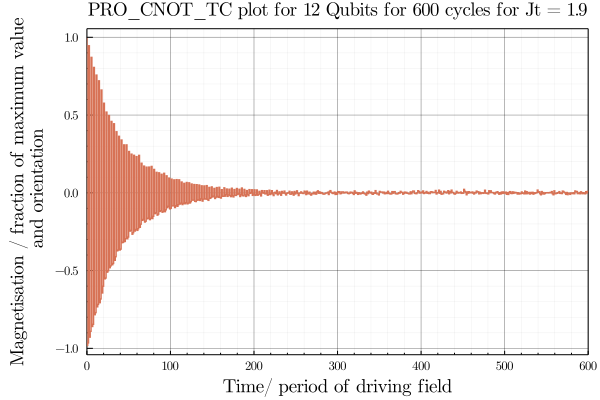 PRO_CNOT_TC plot for 12 Qubits for 600 cycles for Jt = 1.9
Magnetisation / fraction of maximum value
and orientation
1.0
0.5
0.0
−0.5
−1.0
0 100 200 300 400 500 600
Time/ period of driving field